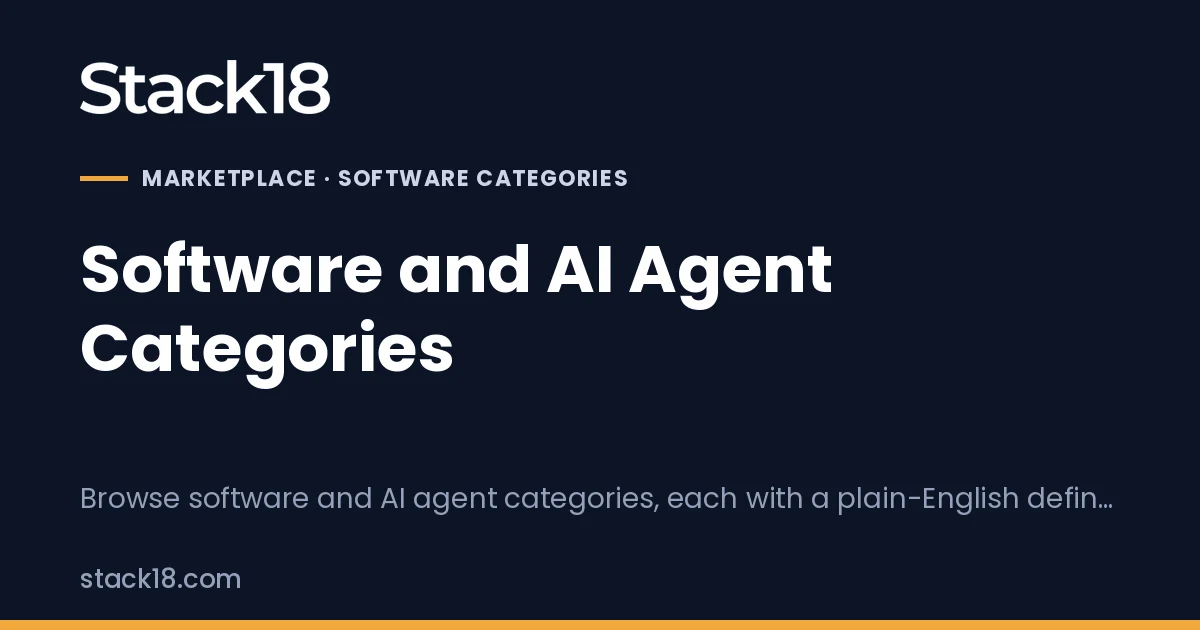 Stack18
MARKETPLACE · SOFTWARE CATEGORIES
Software and AI Agent
Categories
Browse software and AI agent categories, each with a plain-English defin…
stack18.com